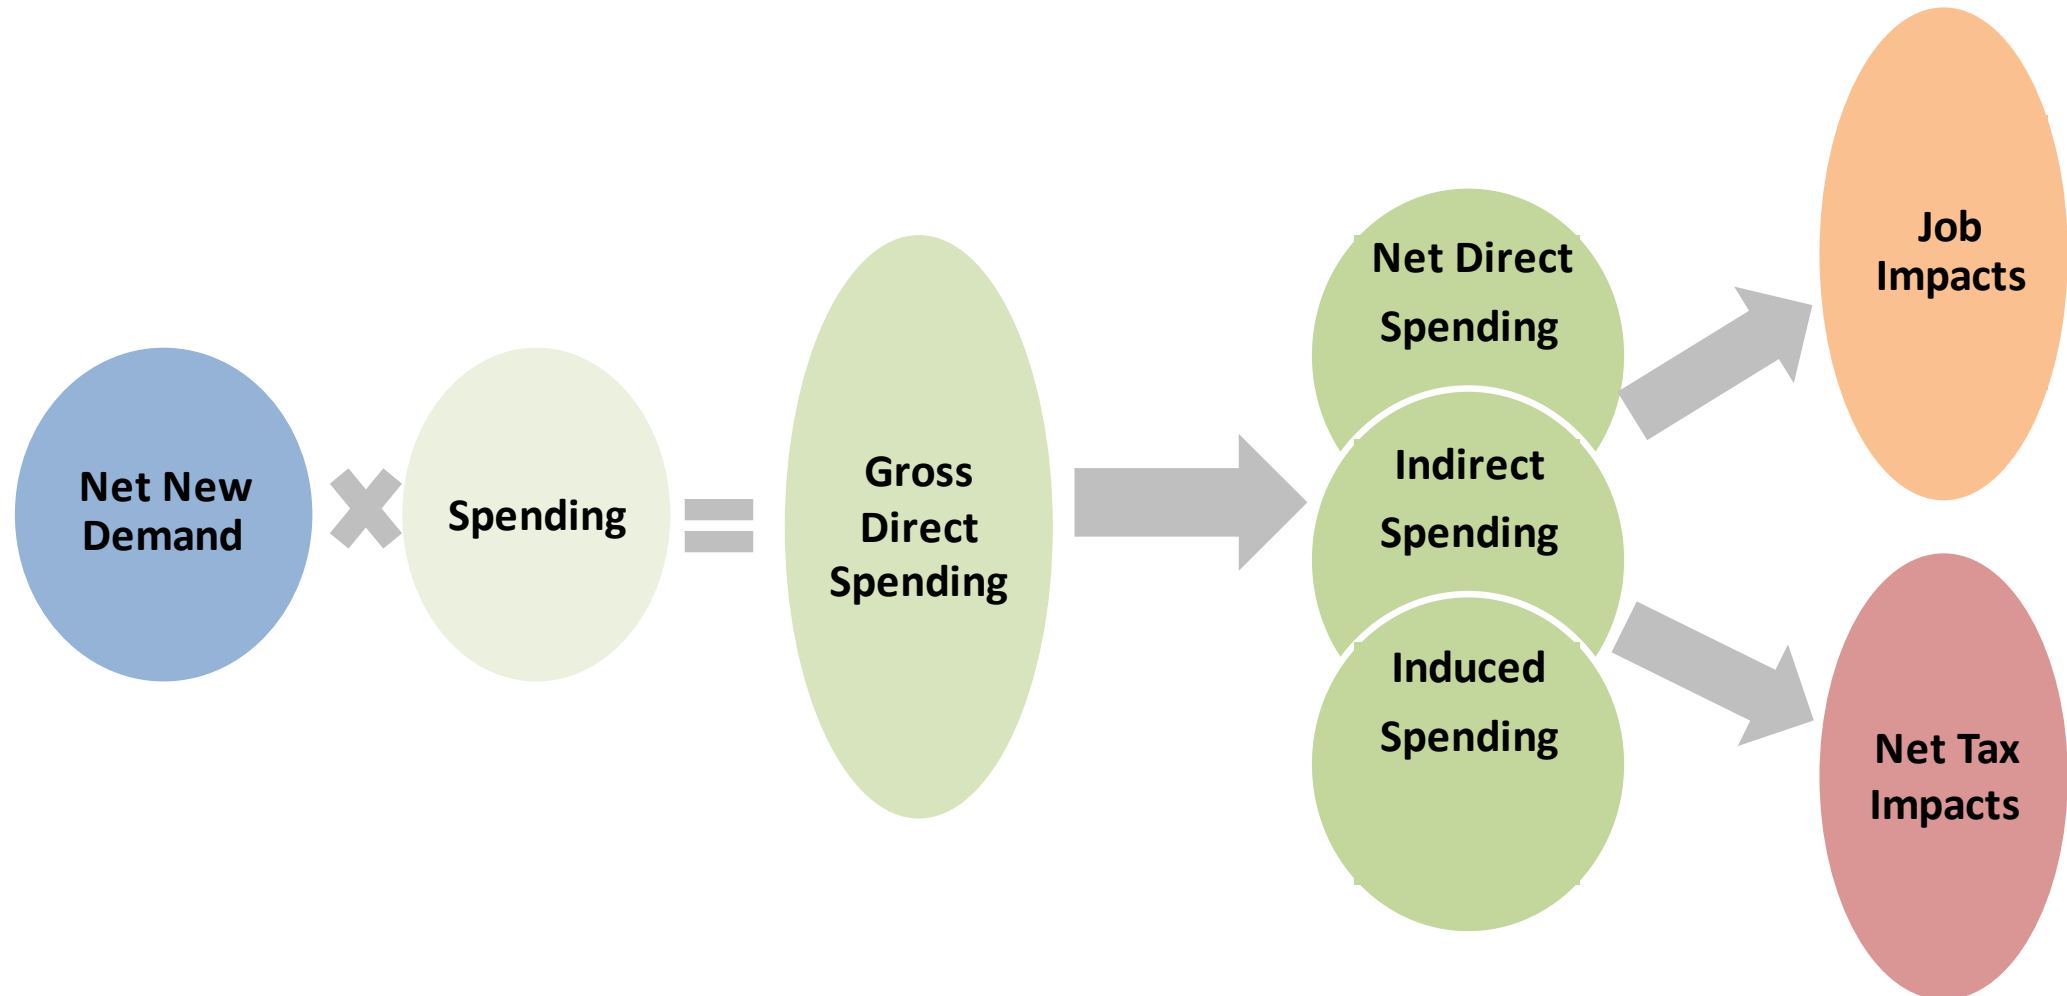 Net New
Demand
Spending
Gross
Direct
Spending
Net Direct
Spending
Indirect
Spending
Induced
Spending
Job
Impacts
Net Tax
Impacts